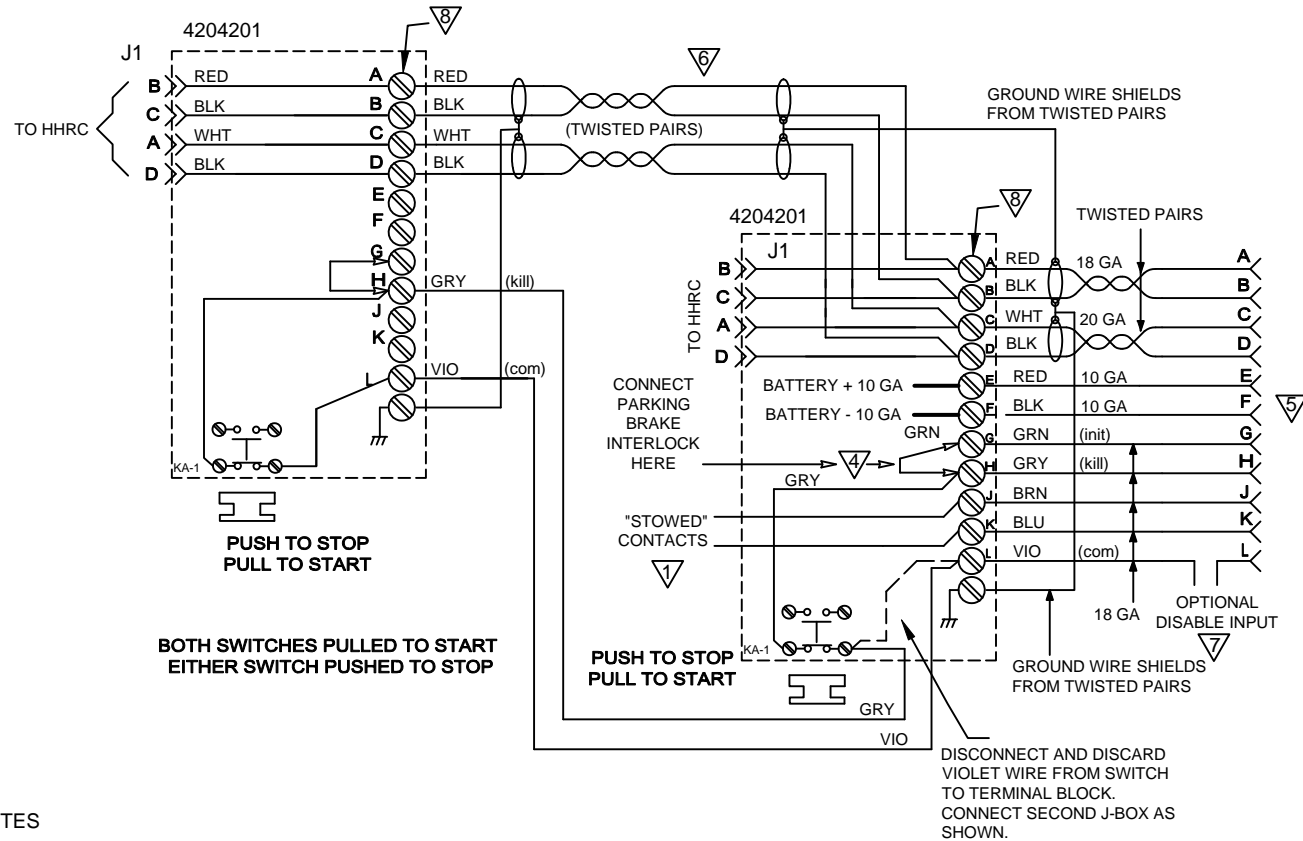 4204201
8
J1
B RED A RED
6
C BLK B BLK
TO HHRC
A WHT C WHT
(TWISTED PAIRS)
D BLK D BLK
GROUND WIRE SHIELDS
FROM TWISTED PAIRS
E
F
G
H GRY (kill)
J
K
L VIO (com)
KA-1
PUSH TO STOP
PULL TO START
BOTH SWITCHES PULLED TO START
EITHER SWITCH PUSHED TO STOP
4204201
8
TWISTED PAIRS
J1
B A RED 18 GA A
C B BLK B
TO HHRC
A C WHT 20 GA C
D D BLK D
CONNECT
PARKING
BRAKE
INTERLOCK
HERE
BATTERY + 10 GA E RED 10 GA E
BATTERY - 10 GA F BLK 10 GA F
5
GRN G GRN (init) G
4
GRY H GRY (kill) H
J BRN J
"STOWED"
CONTACTS
K BLU K
1
L VIO (com) L
18 GA
OPTIONAL
DISABLE INPUT
7
KA-1
PUSH TO STOP
PULL TO START
GROUND WIRE SHIELDS
FROM TWISTED PAIRS
GRY
VIO
DISCONNECT AND DISCARD
VIOLET WIRE FROM SWITCH
TO TERMINAL BLOCK.
CONNECT SECOND J-BOX AS
SHOWN.
TES